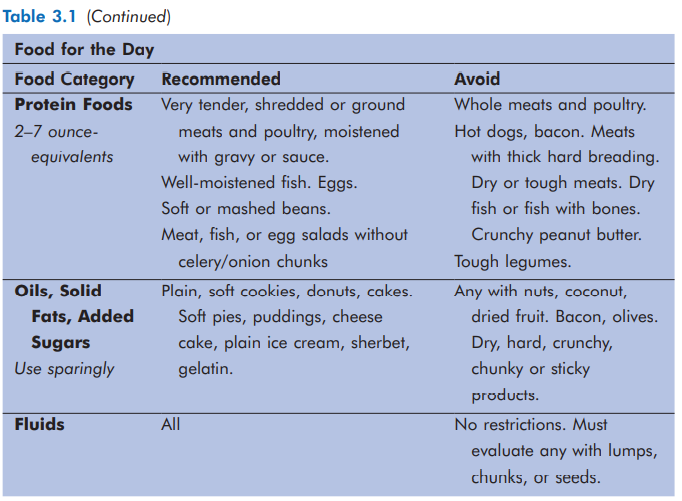 Table 3.1 (Continued)
Food for the Day
Food Category Recommended Avoid
Protein Foods
2–7 ounce-
equivalents
Very tender, shredded or ground
meats and poultry, moistened
with gravy or sauce.
Well-moistened fish. Eggs.
Soft or mashed beans.
Meat, fish, or egg salads without
celery/onion chunks
Whole meats and poultry.
Hot dogs, bacon. Meats
with thick hard breading.
Dry or tough meats. Dry
fish or fish with bones.
Crunchy peanut butter.
Tough legumes.
Oils, Solid
Fats, Added
Sugars
Use sparingly
Plain, soft cookies, donuts, cakes.
Soft pies, puddings, cheese
cake, plain ice cream, sherbet,
gelatin.
Any with nuts, coconut,
dried fruit. Bacon, olives.
Dry, hard, crunchy,
chunky or sticky
products.
Fluids
All
No restrictions. Must
evaluate any with lumps,
chunks, or seeds.